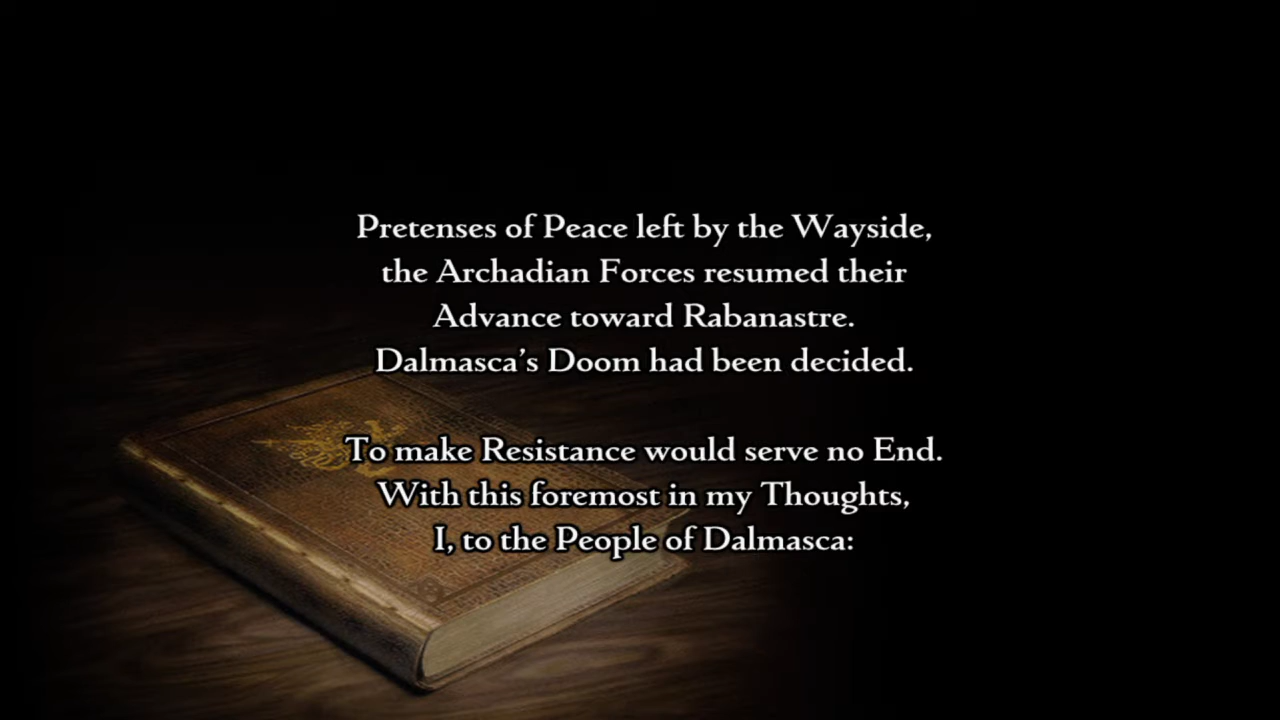 Pretenses of Peace left by the Wayside,
the Archadian Forces resumed their
Advance toward Rabanastre.
Dalmasca's Doom had been decided.
To make Resistance would serve no End.
With this foremost in my Thoughts,
I, to the People of Dalmasca: